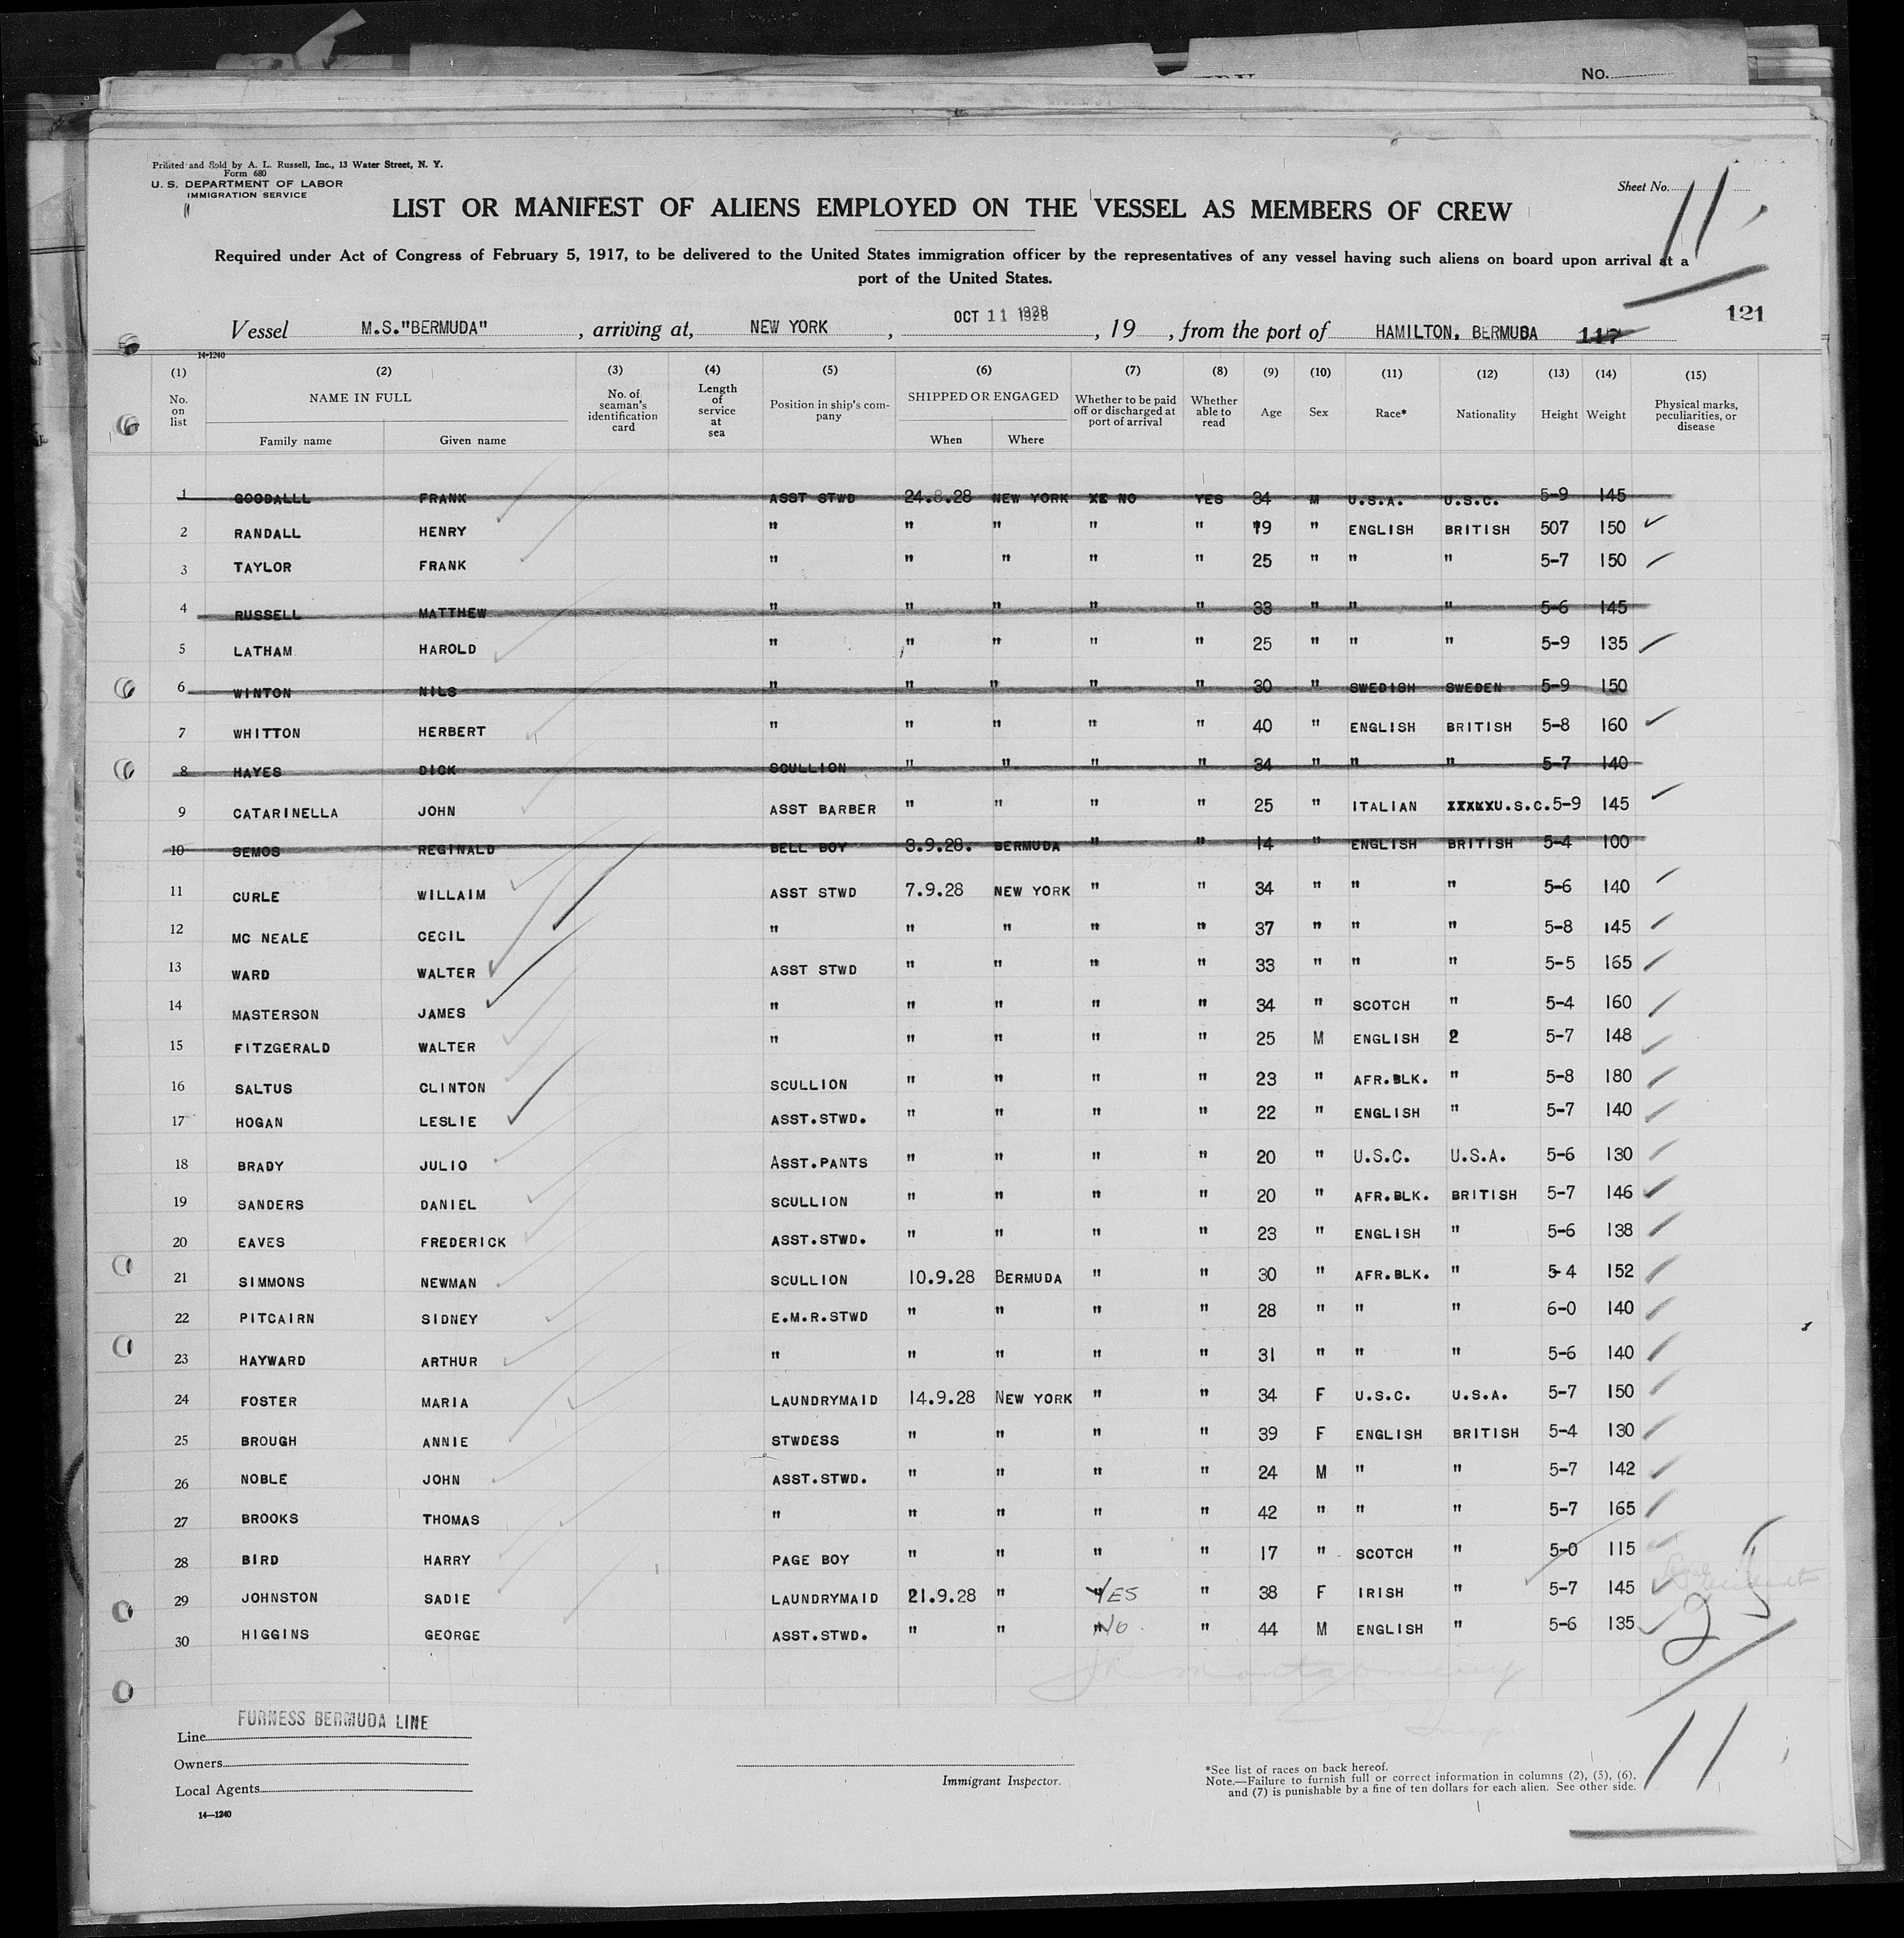 No.
Printed and Sold by A. L. Russell, Inc., 13 Water Street, N. Y.
Form 680
U. S. DEPARTMENT OF LABOR
IMMIGRATION SERVICE
Sheet No. 11
LIST OR MANIFEST OF ALIENS EMPLOYED ON THE VESSEL AS MEMBERS OF CREW
Required under Act of Congress of February 5, 1917, to be delivered to the United States immigration officer by the representatives of any vessel having such aliens on board upon arrival at a
port of the United States.
121
Vessel M.S."BERMUDA", arriving at, NEW YORK, OCT 11 1928, 19, from the port of HAMILTON, BERMUDA 117
14-1240
(1) (2) (3) (4) (5) (6) (7) (8) (9) (10) (11) (12) (13) (14) (15)
No. on list NAME IN FULL Family name Given name No. of seaman's identification card Length of service at sea Position in ship's company SHIPPED OR ENGAGED When Where Whether to be paid off or discharged at port of arrival Whether able to read Age Sex Race* Nationality Height Weight Physical marks, peculiarities, or disease
1 GOODALLL FRANK ASST STWD 24.8.28 NEW YORK XE NO YES 34 M U.S.A. U.S.C. 5-9 145
2 RANDALL HENRY " " " " " 19 " ENGLISH BRITISH 507 150
3 TAYLOR FRANK " " " " " 25 " " " 5-7 150
4 RUSSELL MATTHEW " " " " " 33 " " " 5-6 145
5 LATHAM HAROLD " " " " " 25 " " " 5-9 135
6 WINTON NILS " " " " " 30 " SWEDISH SWEDEN 5-9 150
7 WHITTON HERBERT " " " " " 40 " ENGLISH BRITISH 5-8 160
8 HAYES DICK SCULLION " " " " 34 " " " 5-7 140
9 CATARINELLA JOHN ASST BARBER " " " " 25 " ITALIAN XXXXXU.S.C. 5-9 145
10 SEMOS REGINALD BELL BOY 3.9.28. BERMUDA " " 14 " ENGLISH BRITISH 5-4 100
11 CURLE WILLAIM ASST STWD 7.9.28 NEW YORK " " 34 " " " 5-6 140
12 MC NEALE CECIL " " " " " 37 " " " 5-8 145
13 WARD WALTER ASST STWD " " " " 33 " " " 5-5 165
14 MASTERSON JAMES " " " " " 34 " SCOTCH " 5-4 160
15 FITZGERALD WALTER " " " " " 25 M ENGLISH 2 5-7 148
16 SALTUS CLINTON SCULLION " " " " 23 " AFR.BLK. " 5-8 180
17 HOGAN LESLIE ASST.STWD. " " " " 22 " ENGLISH " 5-7 140
18 BRADY JULIO ASST.PANTS " " " " 20 " U.S.C. U.S.A. 5-6 130
19 SANDERS DANIEL SCULLION " " " " 20 " AFR.BLK. BRITISH 5-7 146
20 EAVES FREDERICK ASST.STWD. " " " " 23 " ENGLISH " 5-6 138
21 SIMMONS NEWMAN SCULLION 10.9.28 BERMUDA " " 30 " AFR.BLK. " 5-4 152
22 PITCAIRN SIDNEY E.M.R.STWD " " " " 28 " " " 6-0 140
23 HAYWARD ARTHUR " " " " " 31 " " " 5-6 140
24 FOSTER MARIA LAUNDRYMAID 14.9.28 NEW YORK " " 34 F U.S.C. U.S.A. 5-7 150
25 BROUGH ANNIE STWDESS " " " " 39 F ENGLISH BRITISH 5-4 130
26 NOBLE JOHN ASST.STWD. " " " " 24 M " " 5-7 142
27 BROOKS THOMAS " " " " " 42 " " " 5-7 165
28 BIRD HARRY PAGE BOY " " " " 17 " SCOTCH " 5-0 115
29 JOHNSTON SADIE LAUNDRYMAID 21.9.28 " YES " 38 F IRISH " 5-7 145
30 HIGGINS GEORGE ASST.STWD. " " No. " 44 M ENGLISH " 5-6 135
25
11
Line FURNESS BERMUDA LINE
Owners
Local Agents
14—1240
Immigrant Inspector.
*See list of races on back hereof.
Note.—Failure to furnish full or correct information in columns (2), (5), (6),
and (7) is punishable by a fine of ten dollars for each alien. See other side.